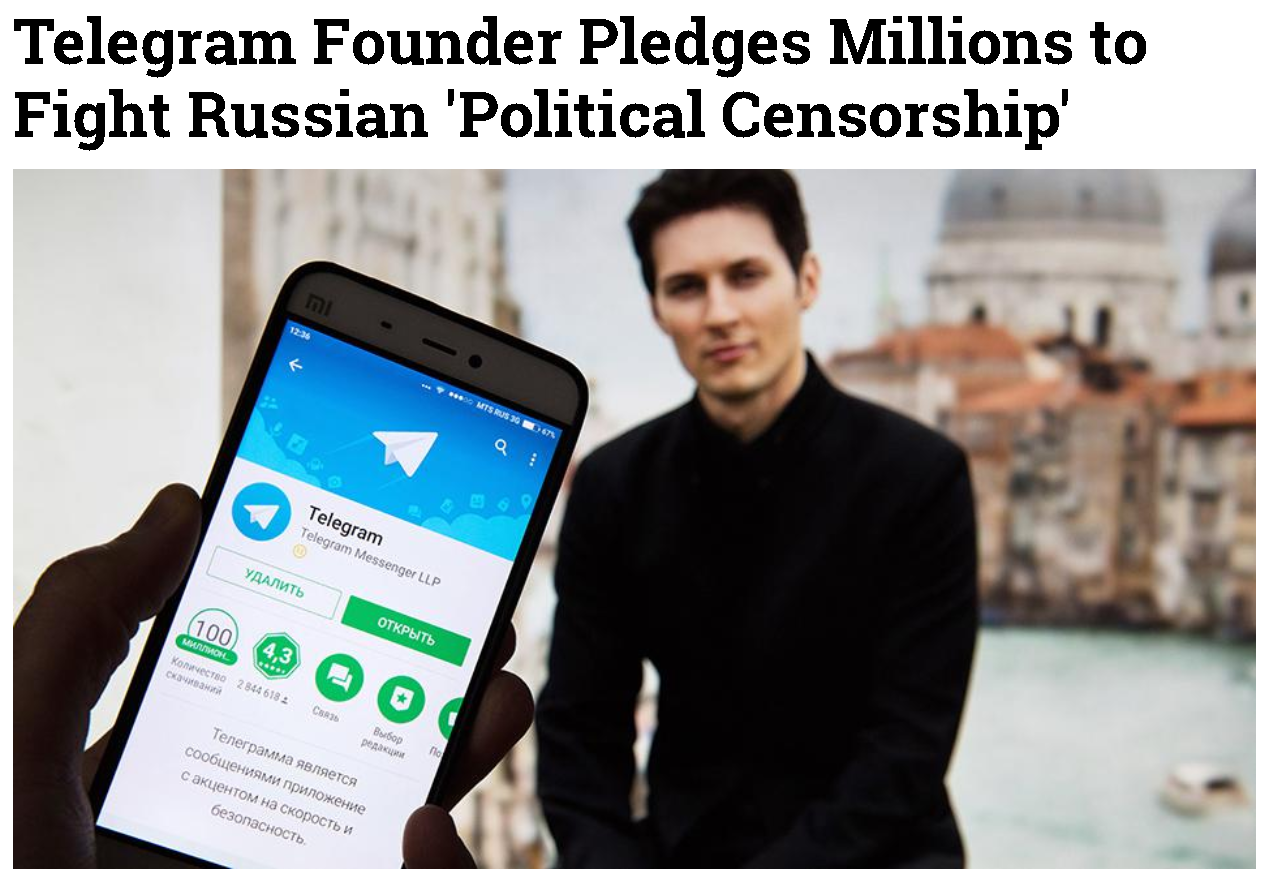 Telegram Founder Pledges Millions to
Fight Russian 'Political Censorship'
MI
12:36
MTS RUS 3G 67%
Telegram
Telegram Messenger LLP
УДАЛИТЬ
ОТКРЫТЬ
100
МИЛЛИОН...
4,3
Количество
скачиваний
2 844 618
Связь
Выбор
редакции
По
Телеграмма является
сообщениями приложение
с акцентом на скорость и
безопасность.